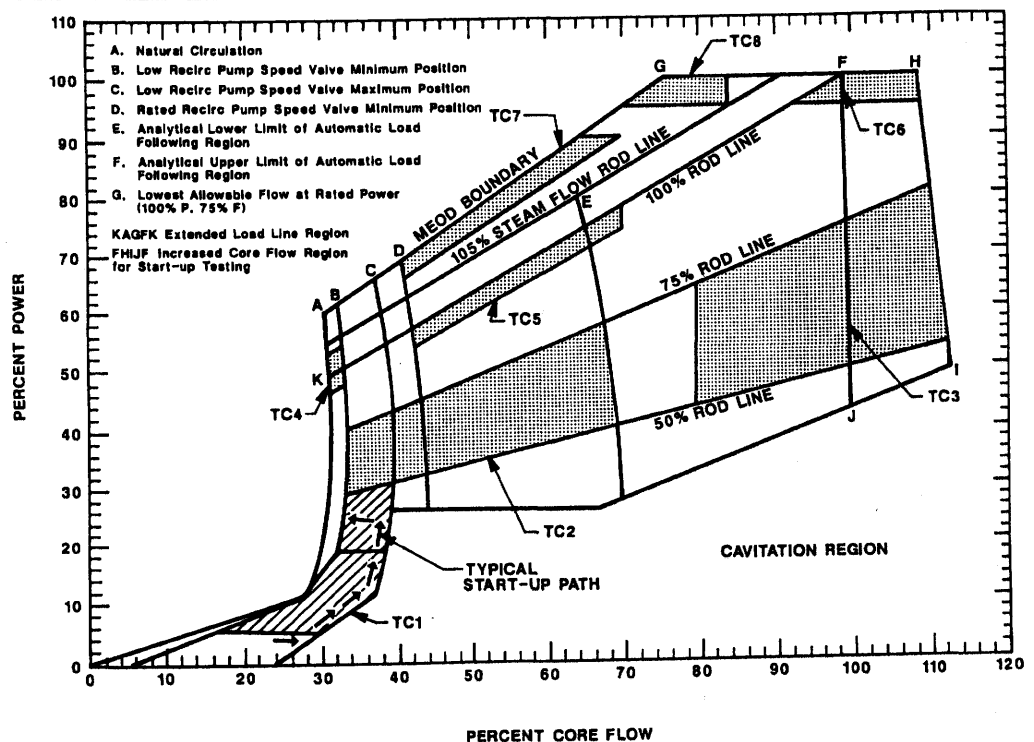 110
100
90
80
70
60
50
40
30
20
10
0
PERCENT POWER
A. Natural Circulation
B. Low Recirc Pump Speed Valve Minimum Position
C. Low Recirc Pump Speed Valve Maximum Position
D. Rated Recirc Pump Speed Valve Minimum Position
E. Analytical Lower Limit of Automatic Load
Following Region
F. Analytical Upper Limit of Automatic Load
Following Region
G. Lowest Allowable Flow at Rated Power
(100% P. 75% F)
KAGFK Extended Load Line Region
FHIJF Increased Core Flow Region
for Start-up Testing
TC8
G
F
H
TC7
TC6
MEOD BOUNDARY
105% STEAM FLOW ROD LINE
100% ROD LINE
E
D
C
B
A
75% ROD LINE
TC5
K
TC4
I
TC3
50% ROD LINE
J
TC2
CAVITATION REGION
TYPICAL
START-UP PATH
TC1
0
10
20
30
40
50
60
70
80
90
100
110
120
PERCENT CORE FLOW